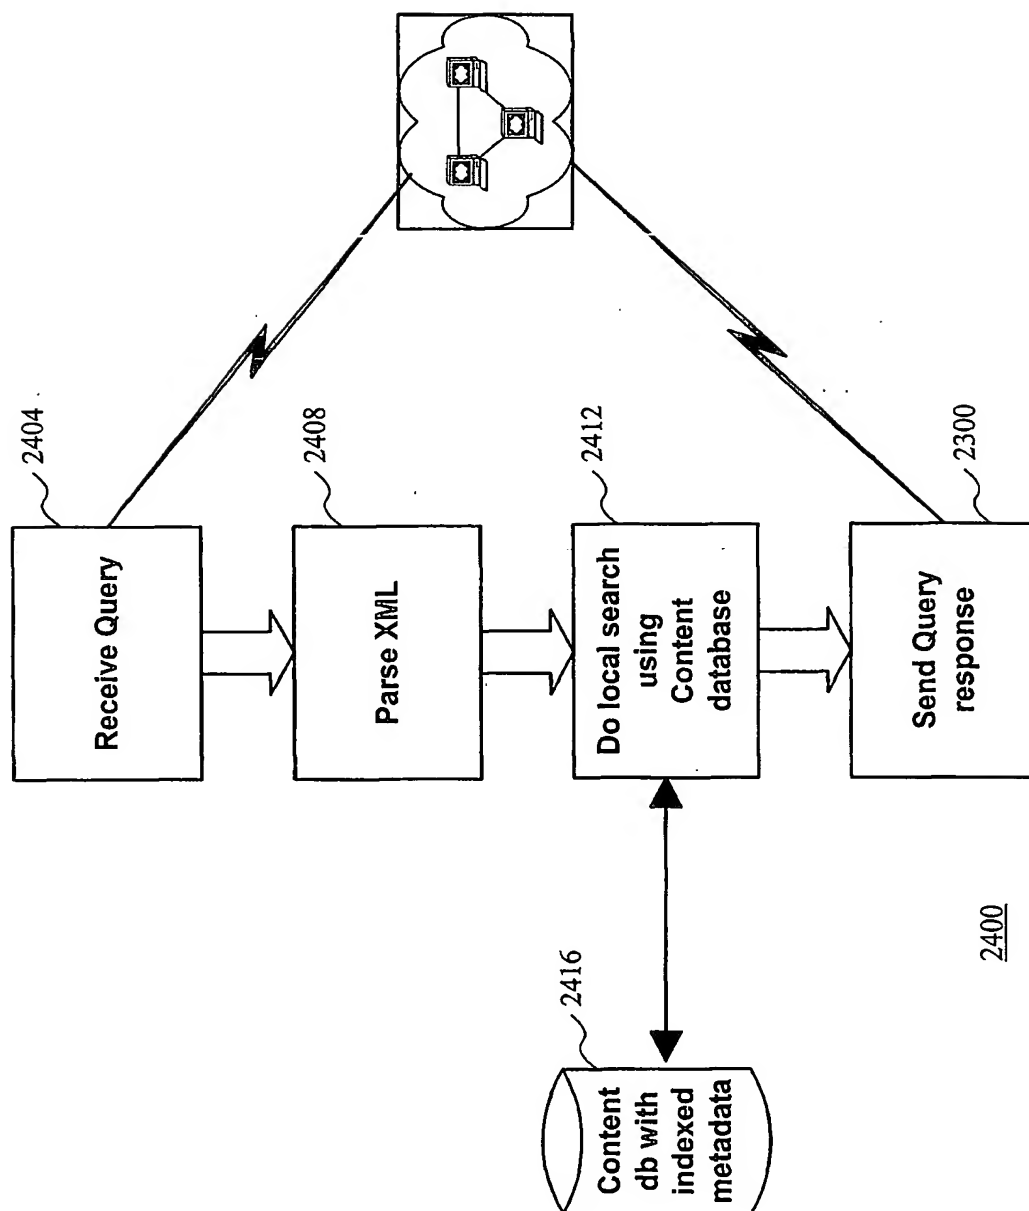 2404
Receive Query
2408
Parse XML
2412
Do local search
using
Content
database
2300
Send Query
response
2416
Content
db with
indexed
metadata
2400